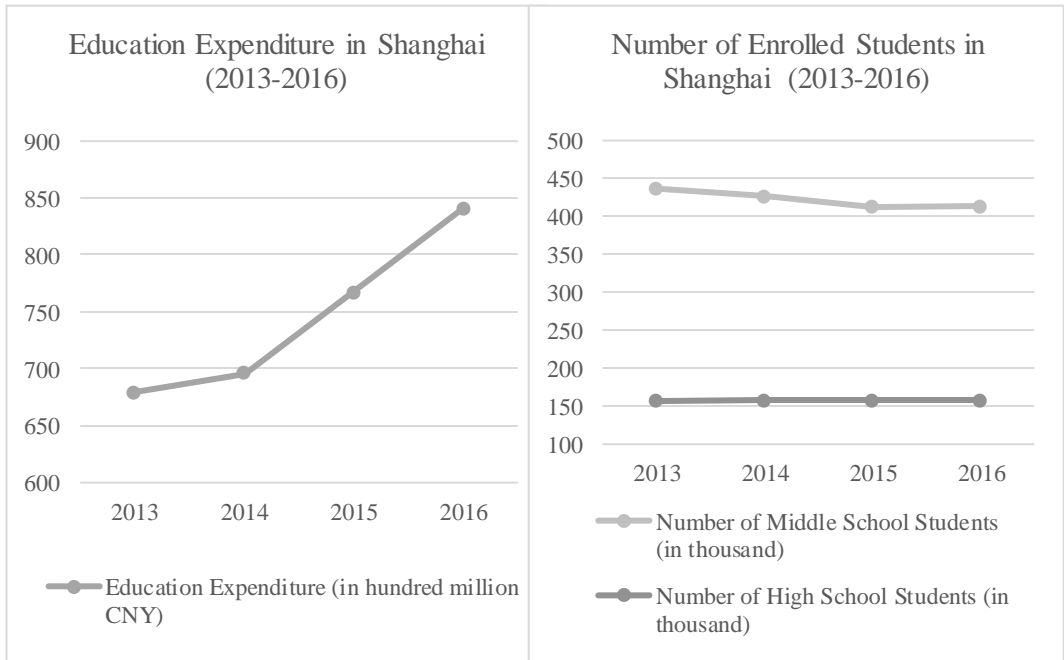 Education Expenditure in Shanghai
(2013-2016)
900
850
800
750
700
650
600
2013
2014
2015
2016
Education Expenditure (in hundred million
CNY)
Number of Enrolled Students in
Shanghai (2013-2016)
500
450
400
350
300
250
200
150
100
2013
2014
2015
2016
Number of Middle School Students
(in thousand)
Number of High School Students (in
thousand)